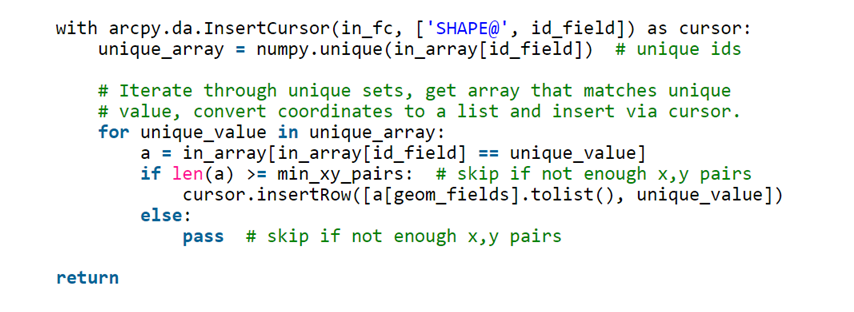 with arcpy.da.InsertCursor(in_fc, ['SHAPE@', id_field]) as cursor:
    unique_array = numpy.unique(in_array[id_field])  # unique ids

    # Iterate through unique sets, get array that matches unique
    # value, convert coordinates to a list and insert via cursor.
    for unique_value in unique_array:
        a = in_array[in_array[id_field] == unique_value]
        if len(a) >= min_xy_pairs:  # skip if not enough x,y pairs
            cursor.insertRow([a[geom_fields].tolist(), unique_value])
        else:
            pass  # skip if not enough x,y pairs

return